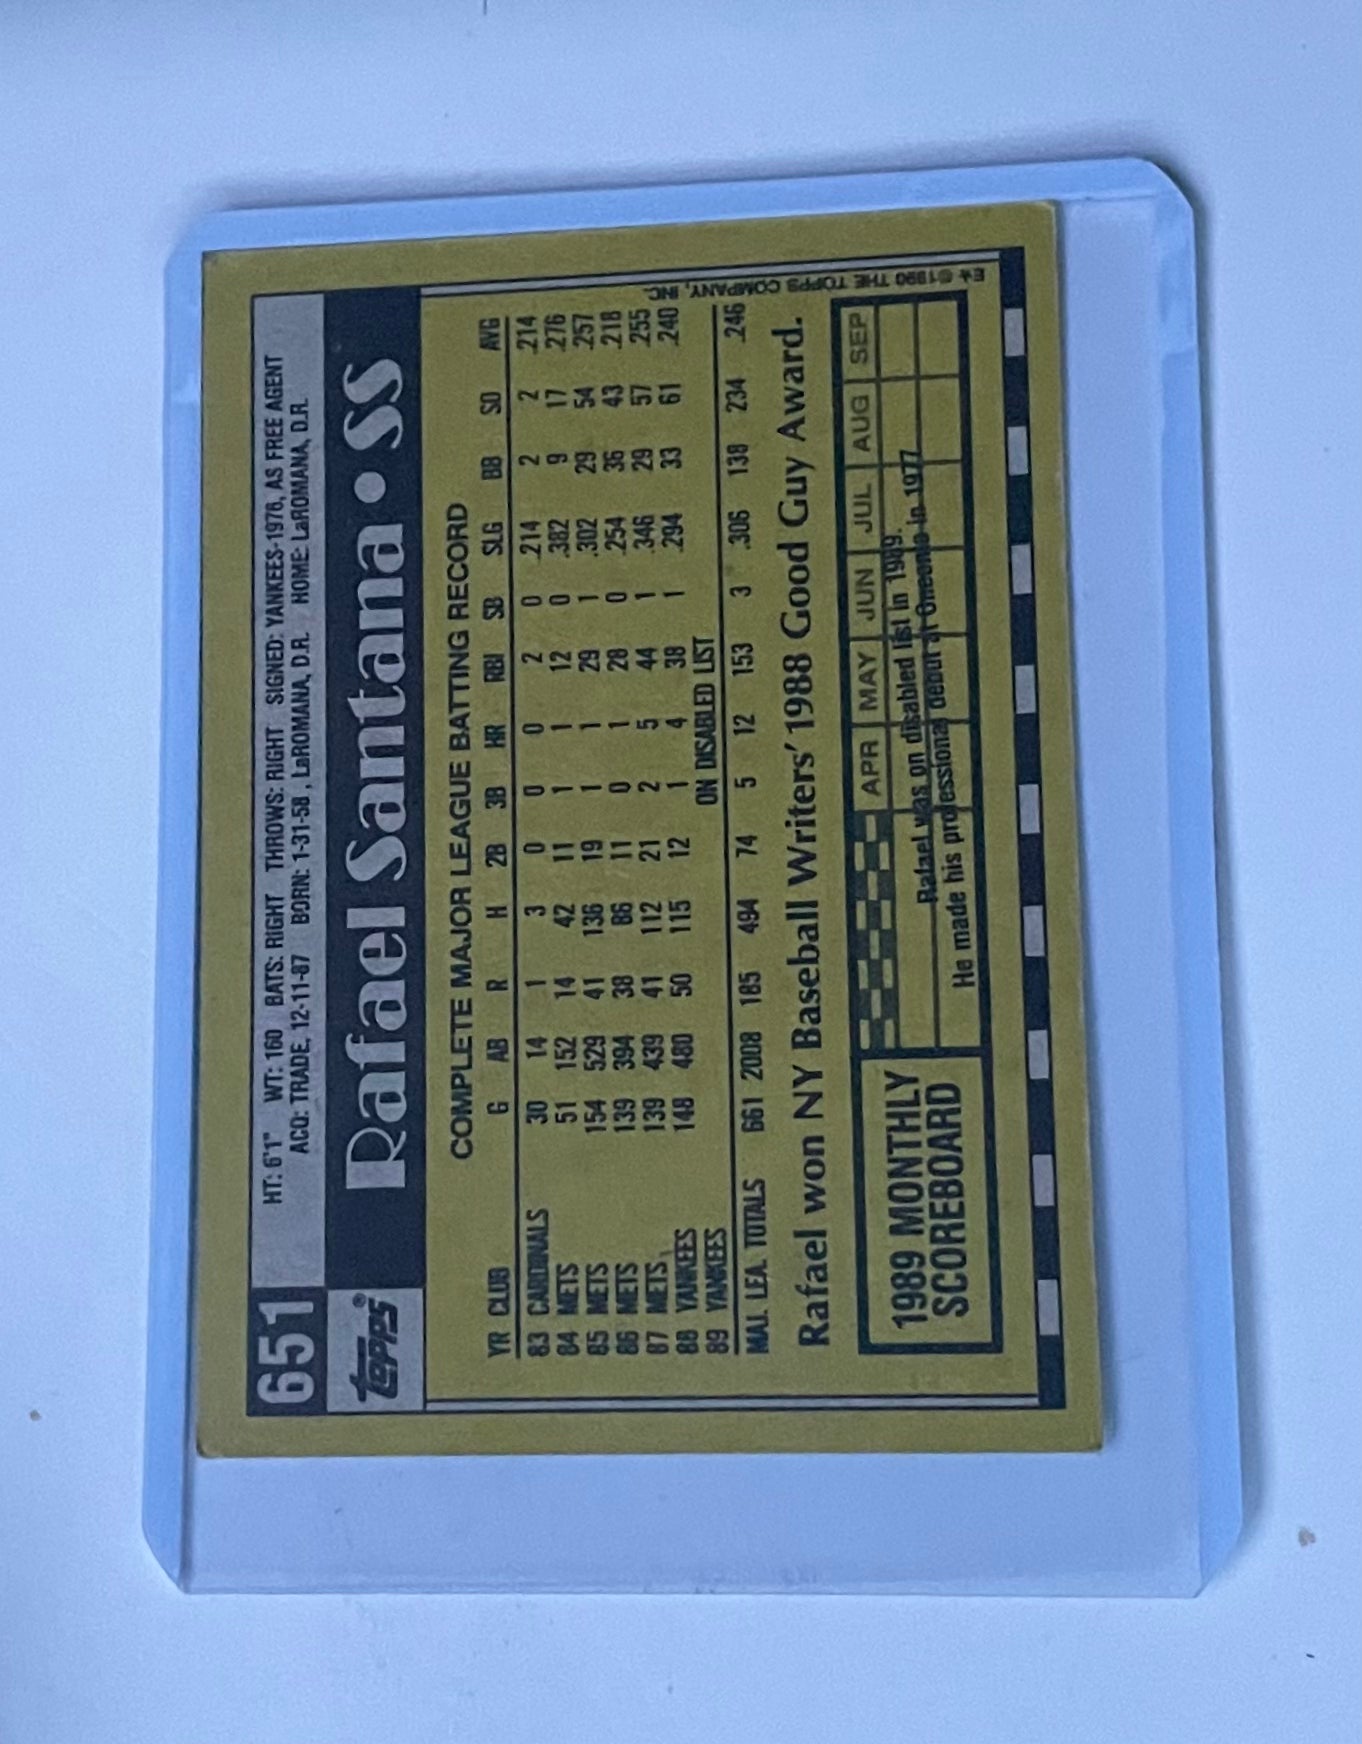 651
HT: 6'1" WT: 160 BATS: RIGHT THROWS: RIGHT SIGNED: YANKEES-1976, AS FREE AGENT
ACQ: TRADE, 12-11-87 BORN: 1-31-58, LaROMANA, D.R. HOME: LaROMANA, D.R.
TOPPS®
Rafael Santana • SS
COMPLETE MAJOR LEAGUE BATTING RECORD
YR CLUB G AB R H 2B 3B HR RBI SB SLG BB SO AVG
83 CARDINALS 30 14 1 3 0 0 0 2 0 .214 2 2 .214
84 METS 51 152 14 42 11 1 1 12 0 .382 9 17 .276
85 METS 154 529 41 136 19 1 1 29 1 .302 29 54 .257
86 METS 139 394 38 86 11 0 1 28 0 .254 36 43 .218
87 METS 139 439 41 112 21 2 5 44 1 .346 29 57 .255
88 YANKEES 148 480 50 115 12 1 4 38 1 .294 33 61 .240
89 YANKEES ON DISABLED LIST
MAJ. LEA. TOTALS 661 2008 185 494 74 5 12 153 3 .306 138 234 .246
Rafael won NY Baseball Writers' 1988 Good Guy Award.
1989 MONTHLY
SCOREBOARD
APR MAY JUN JUL AUG SEP
Rafael was on disabled list in 1989.
He made his professional debut at Oneonta in 1977
E* ©1990 THE TOPPS COMPANY, INC.